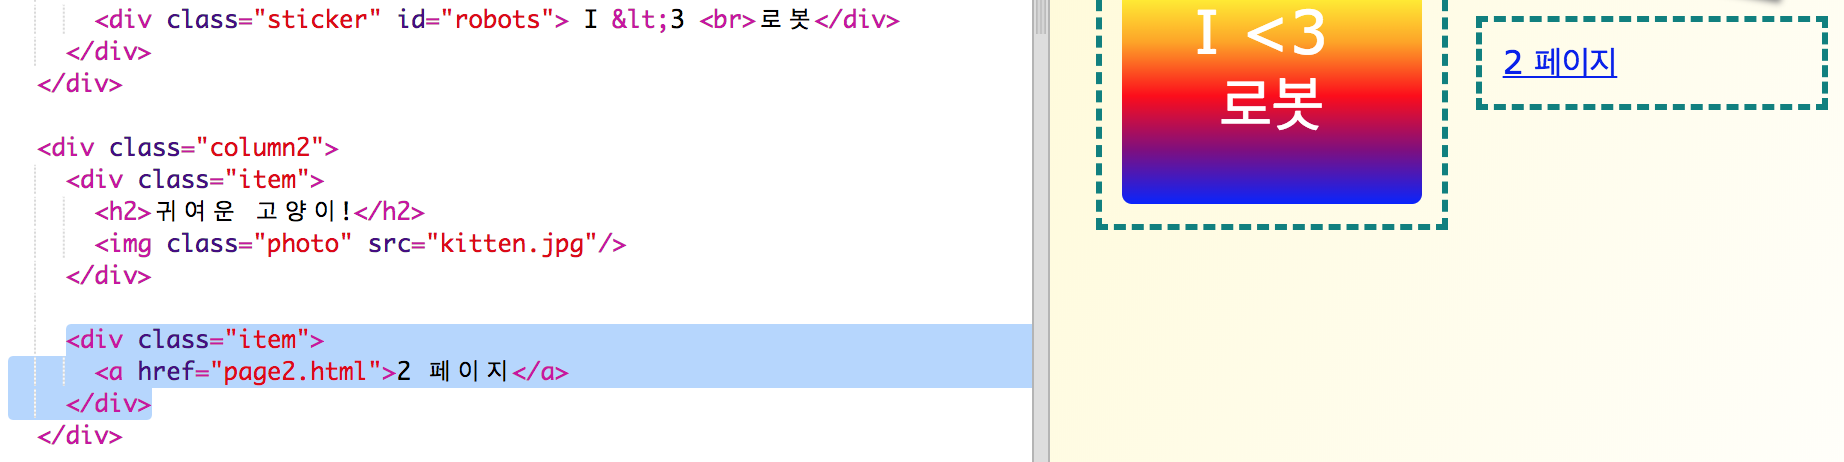 <div class="sticker" id="robots"> I &lt;3 <br>로봇</div>
</div>
</div>
<div class="column2">
<div class="item">
<h2>귀여운 고양이!</h2>
<img class="photo" src="kitten.jpg"/>
</div>
<div class="item">
<a href="page2.html">2 페이지</a>
</div>
</div>
I <3
로봇
2 페이지